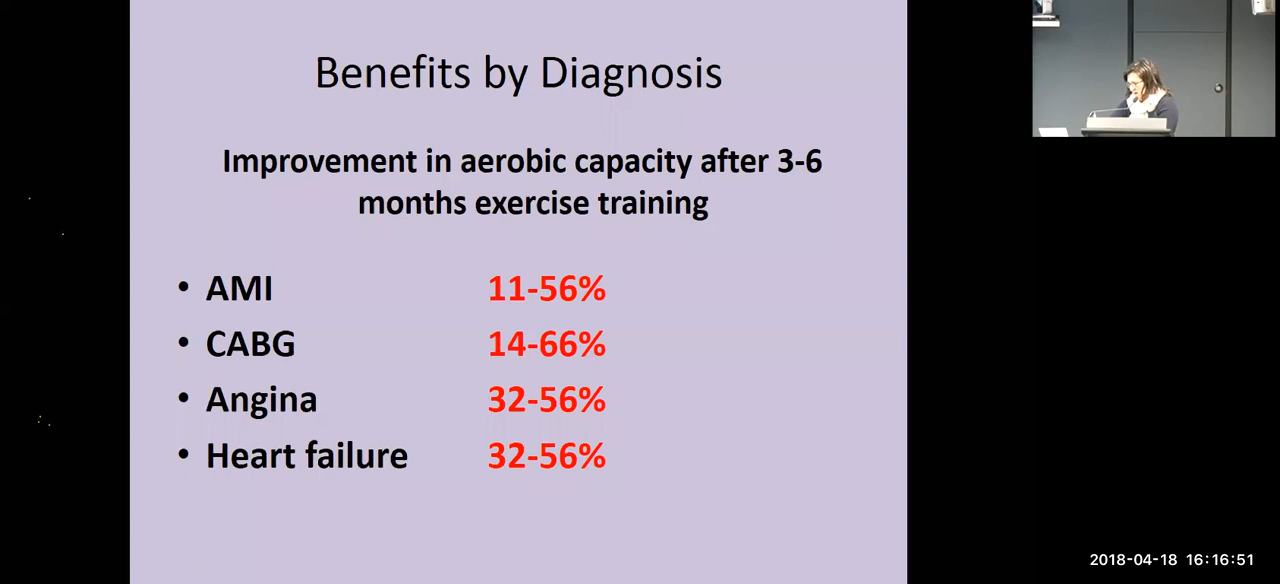 Benefits by Diagnosis
Improvement in aerobic capacity after 3-6
months exercise training
• AMI 11-56%
• CABG 14-66%
• Angina 32-56%
• Heart failure 32-56%
2018-04-18 16:16:51